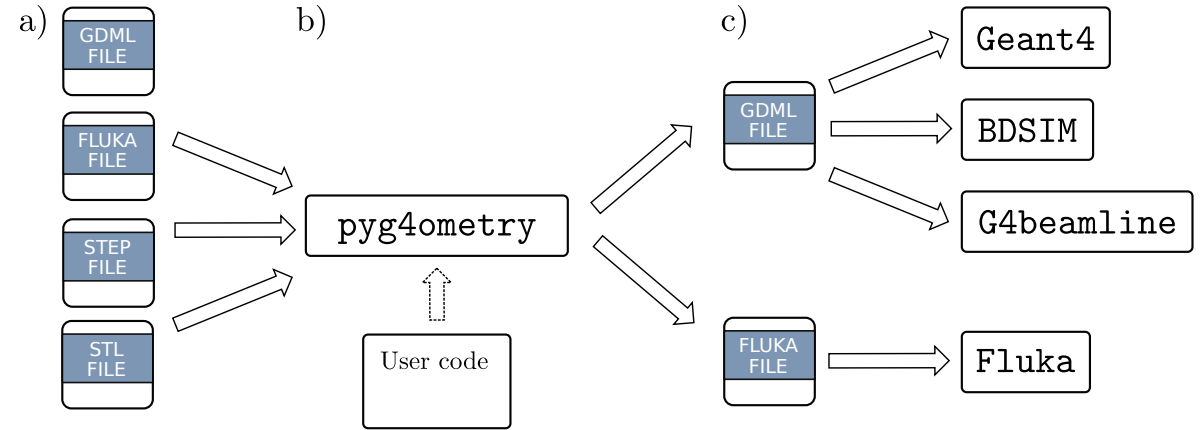 a)
GDML
FILE
FLUKA
FILE
STEP
FILE
STL
FILE
b)
pyg4ometry
User code
c)
GDML
FILE
Geant4
BDSIM
G4beamline
FLUKA
FILE
Fluka